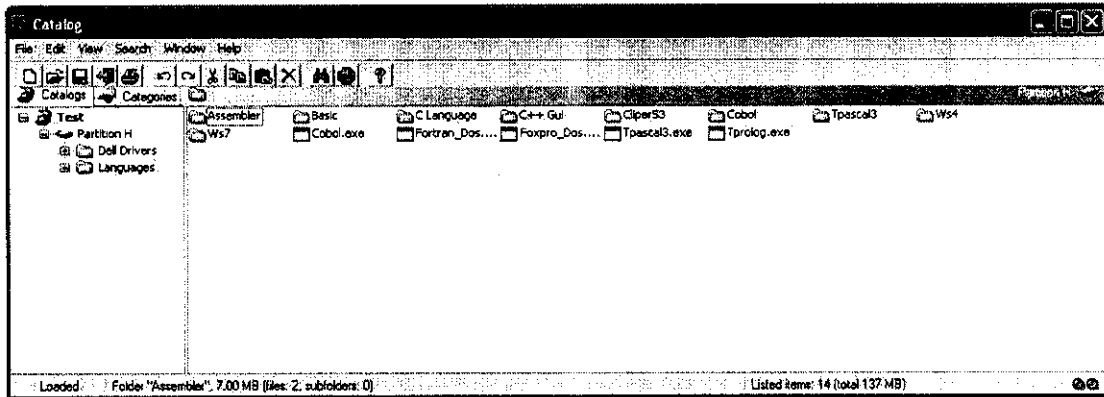 Catalog
File Edit View Search Window Help
Catalogs Categories Partition H
Test
Partition H
Dell Drivers
Languages
Assembler Basic C Language C++ Gui Cliper53 Cobol Tpascal3 Ws4
Ws7 Cobol.exe Fortran_Dos.... Foxpro_Dos.... Tpascal3.exe Tprolog.exe
Loaded Folder "Assembler", 7.00 MB (files: 2, subfolders: 0) Listed items: 14 (total 137 MB)